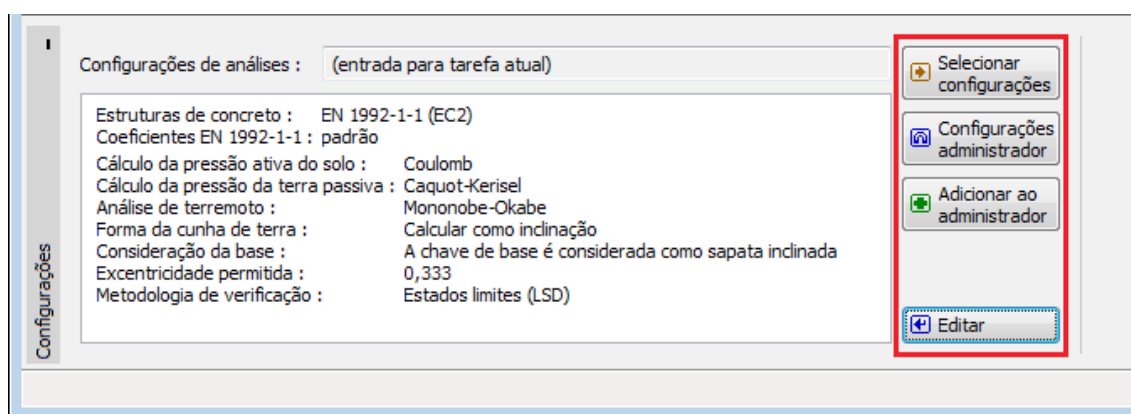 Configurações de análises : (entrada para tarefa atual)
Estruturas de concreto : EN 1992-1-1 (EC2)
Coeficientes EN 1992-1-1 : padrão
Cálculo da pressão ativa do solo : Coulomb
Cálculo da pressão da terra passiva : Caquot-Kerisel
Análise de terremoto : Mononobe-Okabe
Forma da cunha de terra : Calcular como inclinação
Consideração da base : A chave de base é considerada como sapata inclinada
Excentricidade permitida : 0,333
Metodologia de verificação : Estados limites (LSD)
Selecionar
configurações
Configurações
administrador
Adicionar ao
administrador
Editar
Configurações